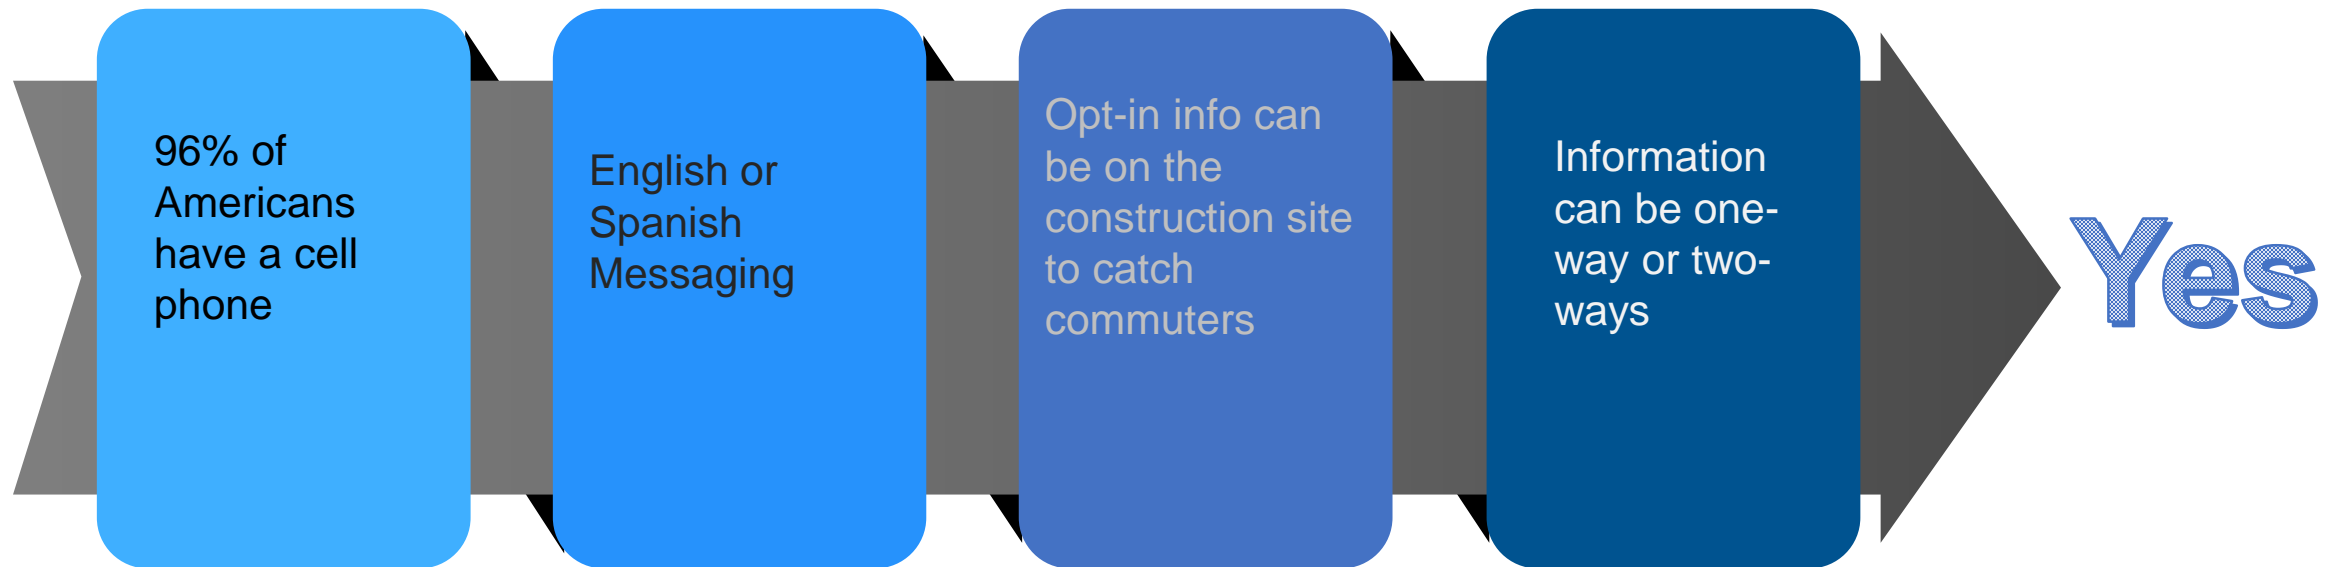 96% of
Americans
have a cell
phone
English or
Spanish
Messaging
Opt-in info can
be on the
construction site
to catch
commuters
Information
can be one-
way or two-
ways
Yes